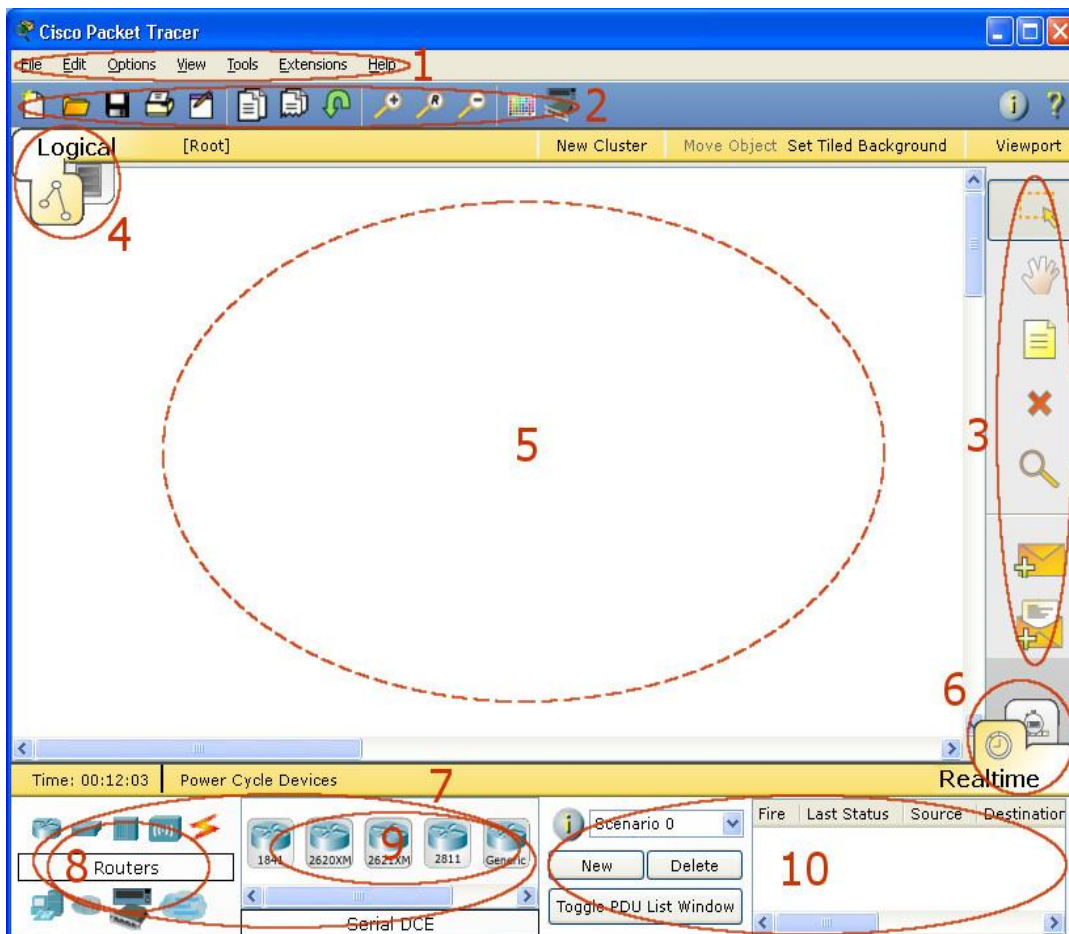 Cisco Packet Tracer
File Edit Options View Tools Extensions Help 1
R 2 i ?
Logical [Root] New Cluster Move Object Set Tiled Background Viewport
4
5
3
6
Time: 00:12:03 Power Cycle Devices 7 Realtime
i Scenario 0 Fire Last Status Source Destination
1841 2620XM 2621XM 2811 Generic
8 Routers 9 New Delete 10
Toggle PDU List Window
Serial DCE